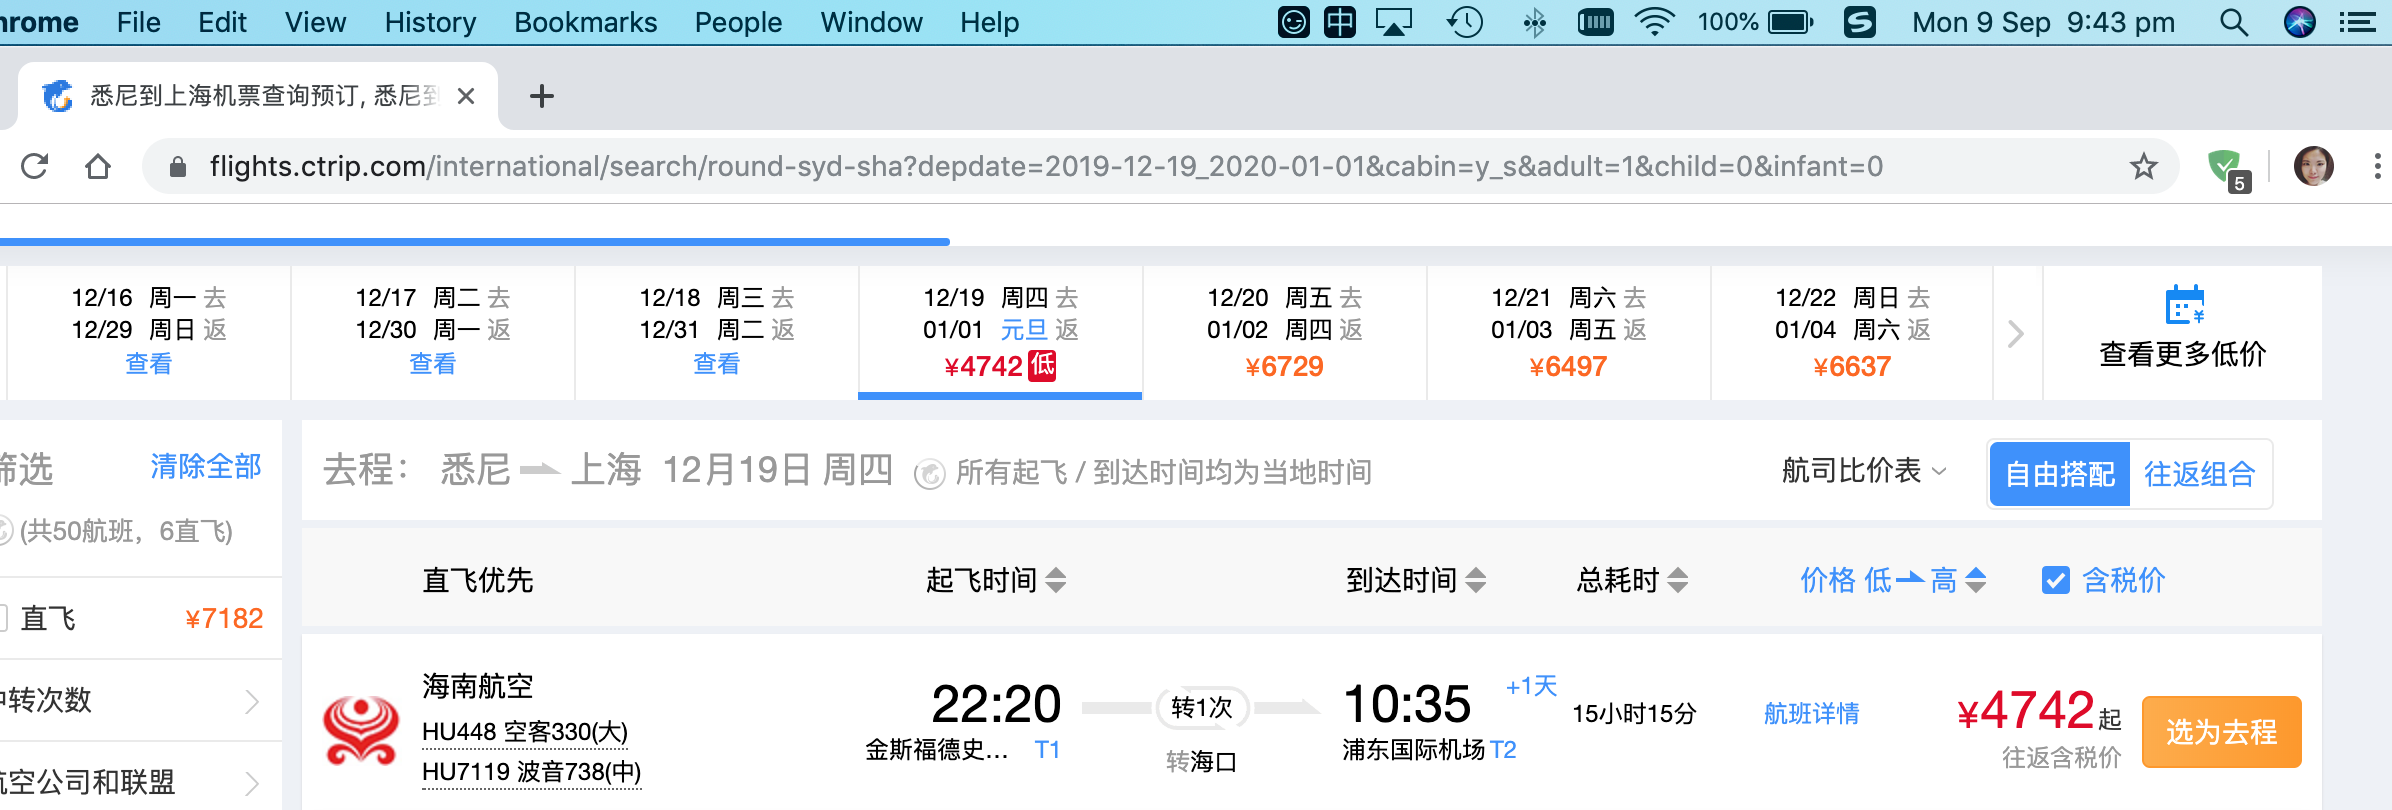 hrome File Edit View History Bookmarks People Window Help 中 100% S Mon 9 Sep 9:43 pm
悉尼到上海机票查询预订, 悉尼到
flights.ctrip.com/international/search/round-syd-sha?depdate=2019-12-19_2020-01-01&cabin=y_s&adult=1&child=0&infant=0 5
12/16 周一 去
12/29 周日 返
查看
12/17 周二 去
12/30 周一 返
查看
12/18 周三 去
12/31 周二 返
查看
12/19 周四 去
01/01 元旦 返
¥4742 低
12/20 周五 去
01/02 周四 返
¥6729
12/21 周六 去
01/03 周五 返
¥6497
12/22 周日 去
01/04 周六 返
¥6637
¥
查看更多低价
筛选 清除全部
(共50航班，6直飞)
直飞 ¥7182
中转次数
航空公司和联盟
去程： 悉尼 上海 12月19日 周四 所有起飞 / 到达时间均为当地时间 航司比价表 自由搭配 往返组合
直飞优先 起飞时间 到达时间 总耗时 价格 低 高 含税价
海南航空
HU448 空客330(大)
HU7119 波音738(中)
22:20
金斯福德史... T1
转1次
转海口
10:35 +1天
浦东国际机场 T2
15小时15分
航班详情
¥4742起
往返含税价
选为去程